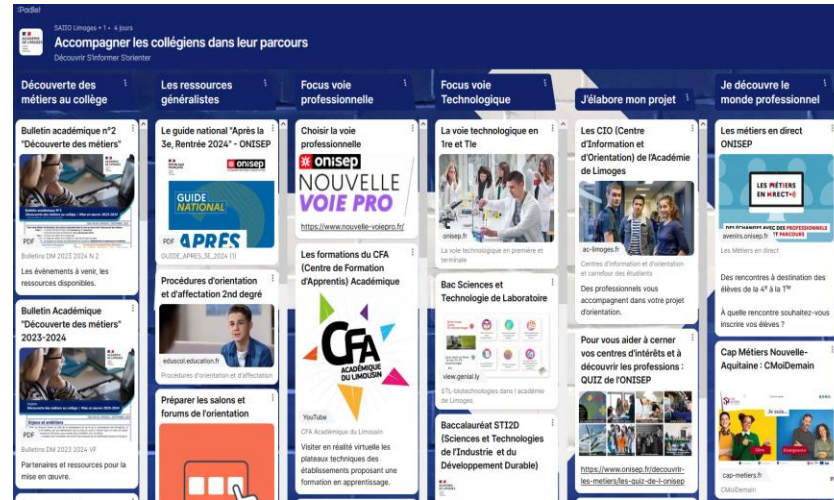 :Padlet
SAIIO Limoges + 1 • 4 jours
Accompagner les collégiens dans leur parcours
Découvrir S'informer S'orienter
Découverte des
métiers au collège
Bulletin académique n°2
"Découverte des métiers"
PDF
Bulletins DM 2023 2024 N 2
Les évènements à venir, les
ressources disponibles.
Bulletin Académique
"Découverte des métiers"
2023-2024
PDF
Bulletins DM 2023 2024 VF
Partenaires et ressources pour la
mise en œuvre.
Les ressources
généralistes
Le guide national "Après la
3e, Rentrée 2024" - ONISEP
onisep
GUIDE
NATIONAL
APRÈS
PDF
GUIDE_APRES_3E_2024 (1)
Procédures d'orientation
et d'affectation 2nd degré
eduscol.education.fr
Procédures d'orientation et d'affectation
Préparer les salons et
forums de l'orientation
Focus voie
professionnelle
Choisir la voie
professionnelle
onisep
NOUVELLE
VOIE PRO
https://www.nouvelle-voiepro.fr/
Les formations du CFA
(Centre de Formation
d'Apprentis) Académique
CFA
ACADÉMIQUE
DU LIMOUSIN
YouTube
CFA Académique du Limousin
Visiter en réalité virtuelle les
plateaux techniques des
établissements proposant une
formation en apprentissage.
Focus voie
Technologique
La voie technologique en
1re et Tle
onisep.fr
La voie technologique en première et
terminale
Bac Sciences et
Technologie de Laboratoire
view.genial.ly
STL-biotechnologies dans l académie
de Limoges
Baccalauréat STI2D
(Sciences et Technologies
de l'Industrie et du
Développement Durable)
J'élabore mon projet
Les CIO (Centre
d'Information et
d'Orientation) de l'Académie
de Limoges
ac-limoges.fr
Centres d'information et d'orientation
et carrefour des étudiants
Des professionnels vous
accompagnent dans votre projet
d'orientation.
Pour vous aider à cerner
vos centres d'intérêts et à
découvrir les professions :
QUIZ de l'ONISEP
https://www.onisep.fr/decouvrir-
les-metiers/les-quiz-de-l-onisep
Je découvre le
monde professionnel
Les métiers en direct
ONISEP
LES MÉTIERS
EN DIRECT
DES ÉCHANGES AVEC DES PROFESSIONNELS
avenirs.onisep.fr
ET PARCOURS
Les Métiers en direct
Des rencontres à destination des
élèves de la 4e à la Tle
À quelle rencontre souhaitez-vous
inscrire vos élèves ?
Cap Métiers Nouvelle-
Aquitaine : CMoiDemain
Je suis...
cap-metiers.fr
CMoiDemain